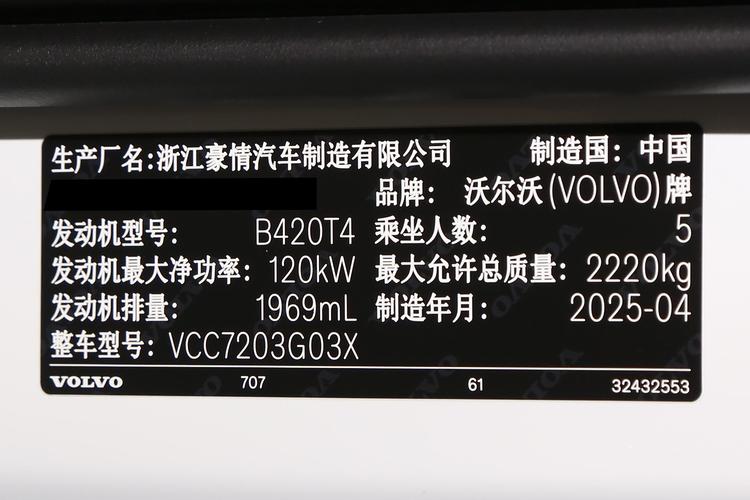 生产厂名:浙江豪情汽车制造有限公司 制造国：中国
品牌：沃尔沃(VOLVO)牌
发动机型号：B420T4 乘坐人数：5
发动机最大净功率：120kW 最大允许总质量：2220kg
发动机排量：1969mL 制造年月：2025-04
整车型号：VCC7203G03X
VOLVO 707 61 32432553